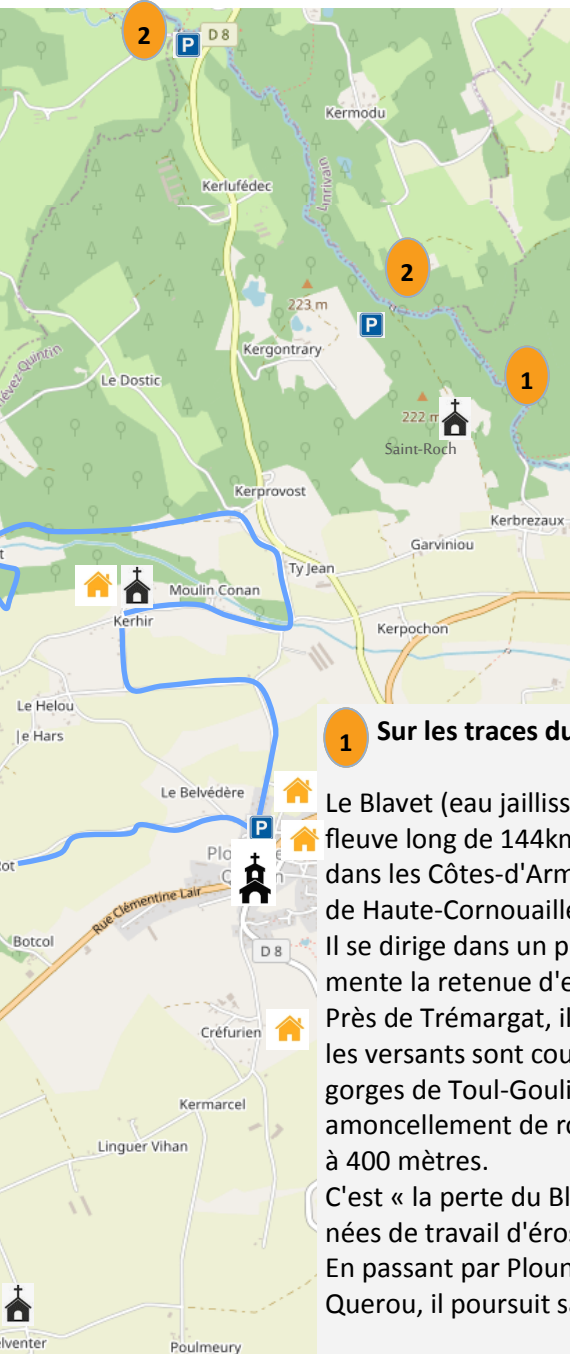 2
P
D 8
Kermodu
Kerlufédec
Linrivain
2
223 m
P
Kergontrary
1
Le Dostic
222 m
Saint-Roch
Kerprovost
Kerbrezaux
Garviniou
Ty Jean
Moulin Conan
Kerhir
Kerpochon
Le Helou
Le Belvédère
P
Rue Clémentine Lair
Botcol
D 8
Créfurien
Kermarcel
Linguer Vihan
Poulmeury
1 Sur les traces du
Le Blavet (eau jailliss
fleuve long de 144km
dans les Côtes-d'Arm
de Haute-Cornouaille
Il se dirige dans un p
mente la retenue d'e
Près de Trémargat, il
les versants sont cou
gorges de Toul-Gouli
amoncellement de ro
à 400 mètres.
C'est « la perte du Bl
nées de travail d'éros
En passant par Ploun
Querou, il poursuit sa